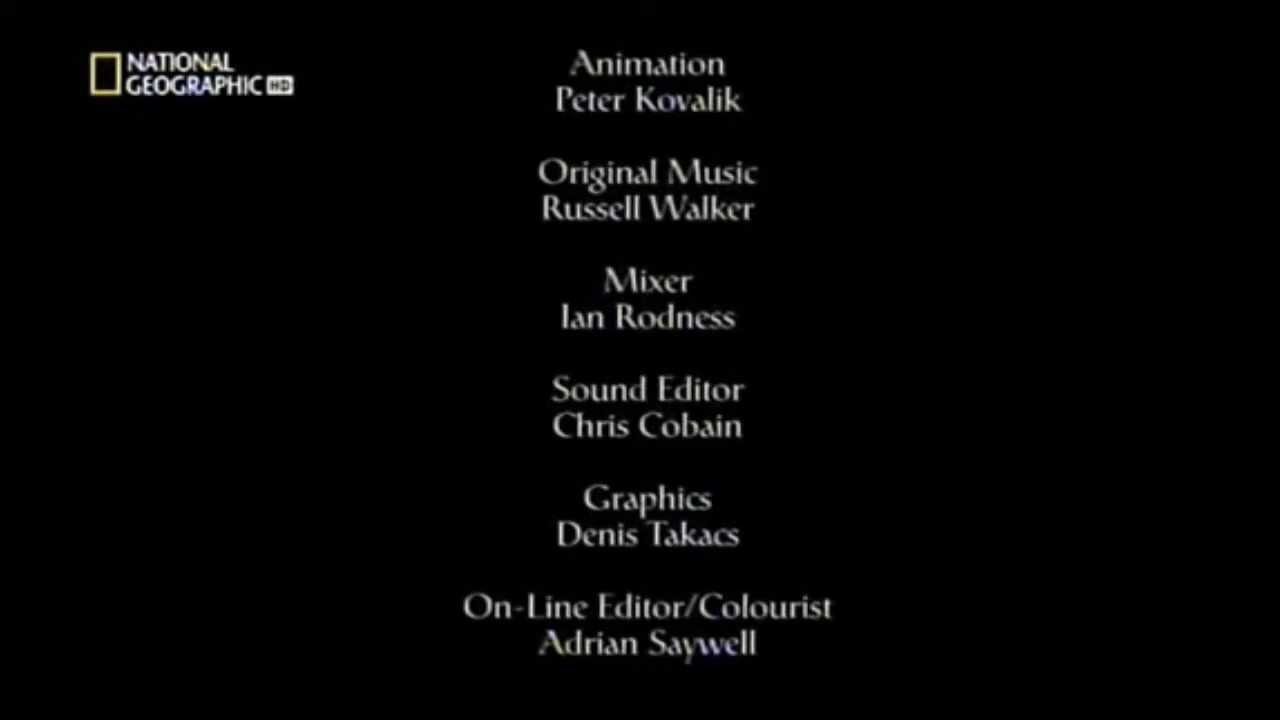 NATIONAL
GEOGRAPHIC HD
Animation
Peter Kovalik
Original Music
Russell Walker
Mixer
Ian Rodness
Sound Editor
Chris Cobain
Graphics
Denis Takacs
On-Line Editor/Colourist
Adrian Saywell